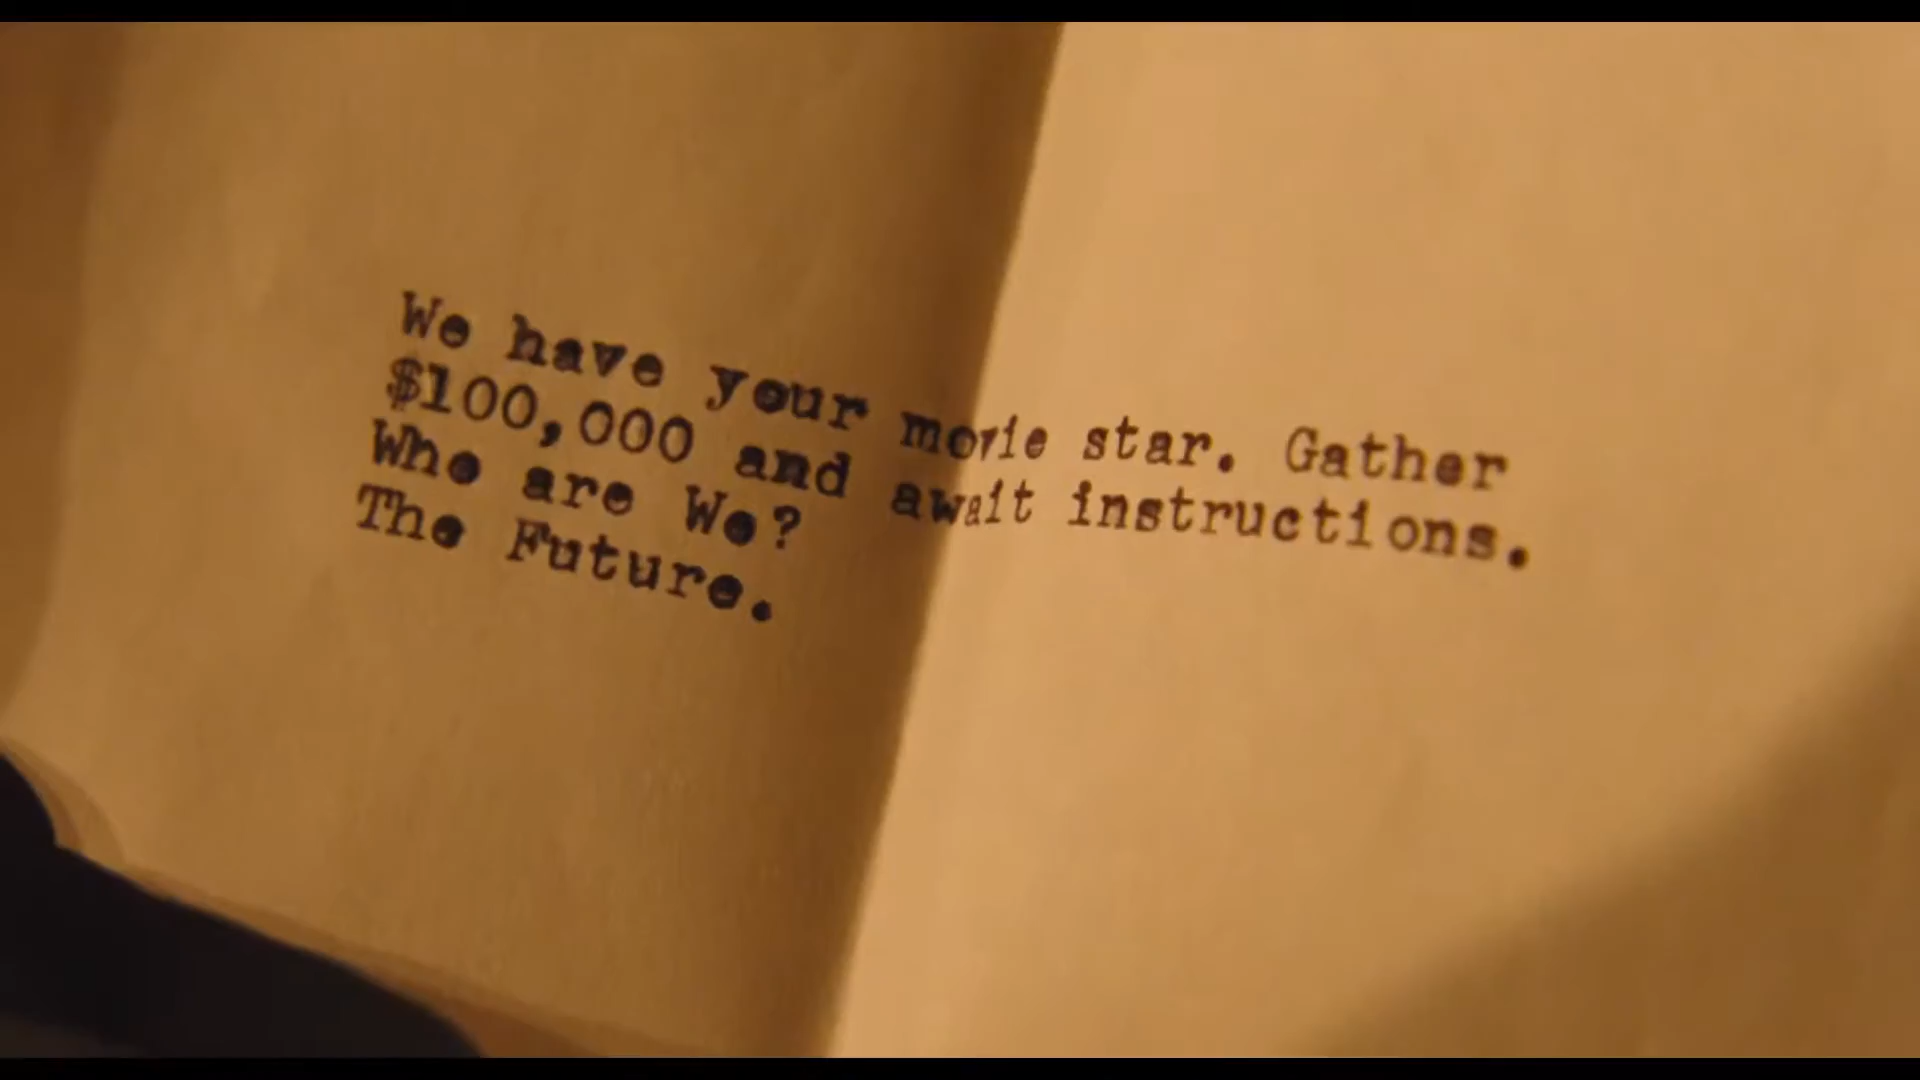 We have your movie star. Gather
$100,000 and await instructions.
Who are We?
The Future.